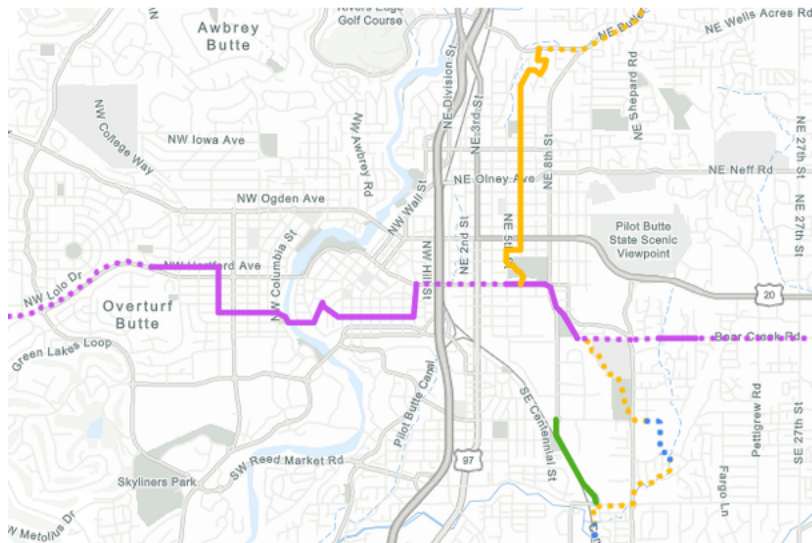 Rivers Edge
Golf Course
Awbrey
Butte
NE Butler
NE Wells Acres Rd
NE Division St
NE 3rd St
NE Shepard Rd
NW College Way
NW Iowa Ave
NW Awbrey Rd
NE 8th St
NE 27th St
NE Olney Ave
NE Neff Rd
NW Ogden Ave
NW Wall St
NE 27th St
NW Columbia St
NE 2nd St
Pilot Butte
State Scenic
Viewpoint
NW Hartford Ave
NW Hill St
NW Lolo Dr
Overturf
Butte
20
Bear Creek Rd
Green Lakes Loop
Pilot Butte Canal
SE Centennial St
Pettigrew Rd
SE 27th St
SW Reed Market Rd
97
Skyliners Park
Fargo Ln
W Metolius Dr